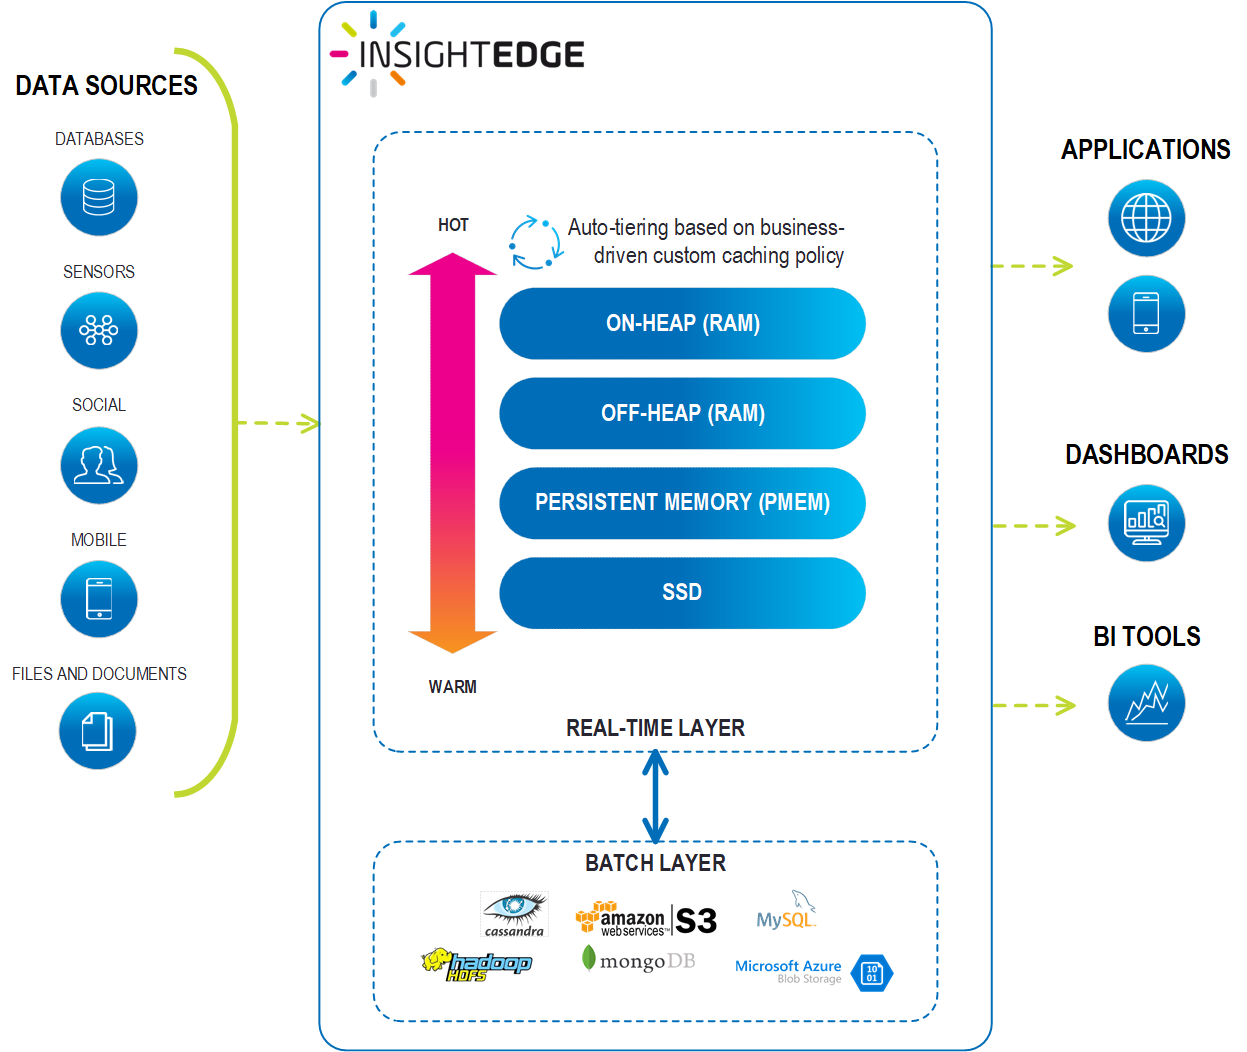 DATA SOURCES
DATABASES
SENSORS
SOCIAL
MOBILE
FILES AND DOCUMENTS
INSIGHTEDGE
HOT
Auto-tiering based on business-
driven custom caching policy
ON-HEAP (RAM)
OFF-HEAP (RAM)
PERSISTENT MEMORY (PMEM)
SSD
WARM
REAL-TIME LAYER
BATCH LAYER
cassandra
amazon
web services™
S3
MySQL™
hadoop
HDFS
mongoDB
Microsoft Azure
Blob Storage
10
01
APPLICATIONS
DASHBOARDS
BI TOOLS